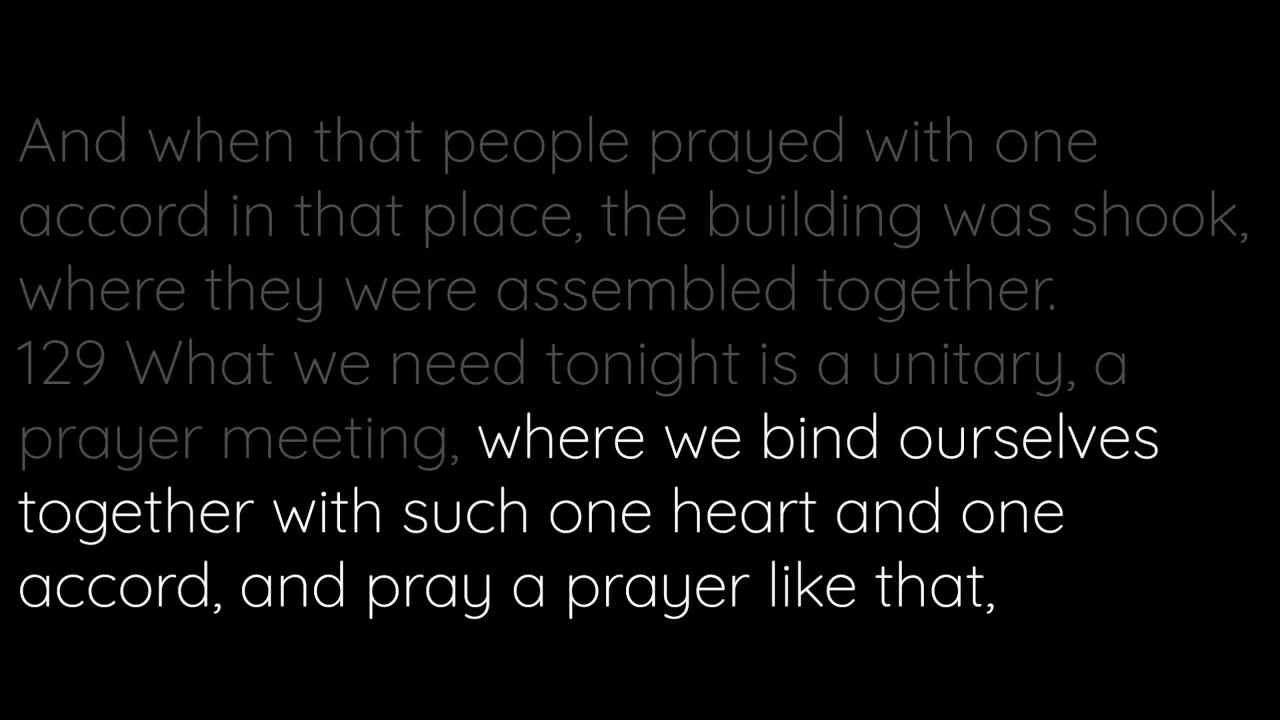 And when that people prayed with one
accord in that place, the building was shook,
where they were assembled together.
129 What we need tonight is a unitary, a
prayer meeting, where we bind ourselves
together with such one heart and one
accord, and pray a prayer like that,